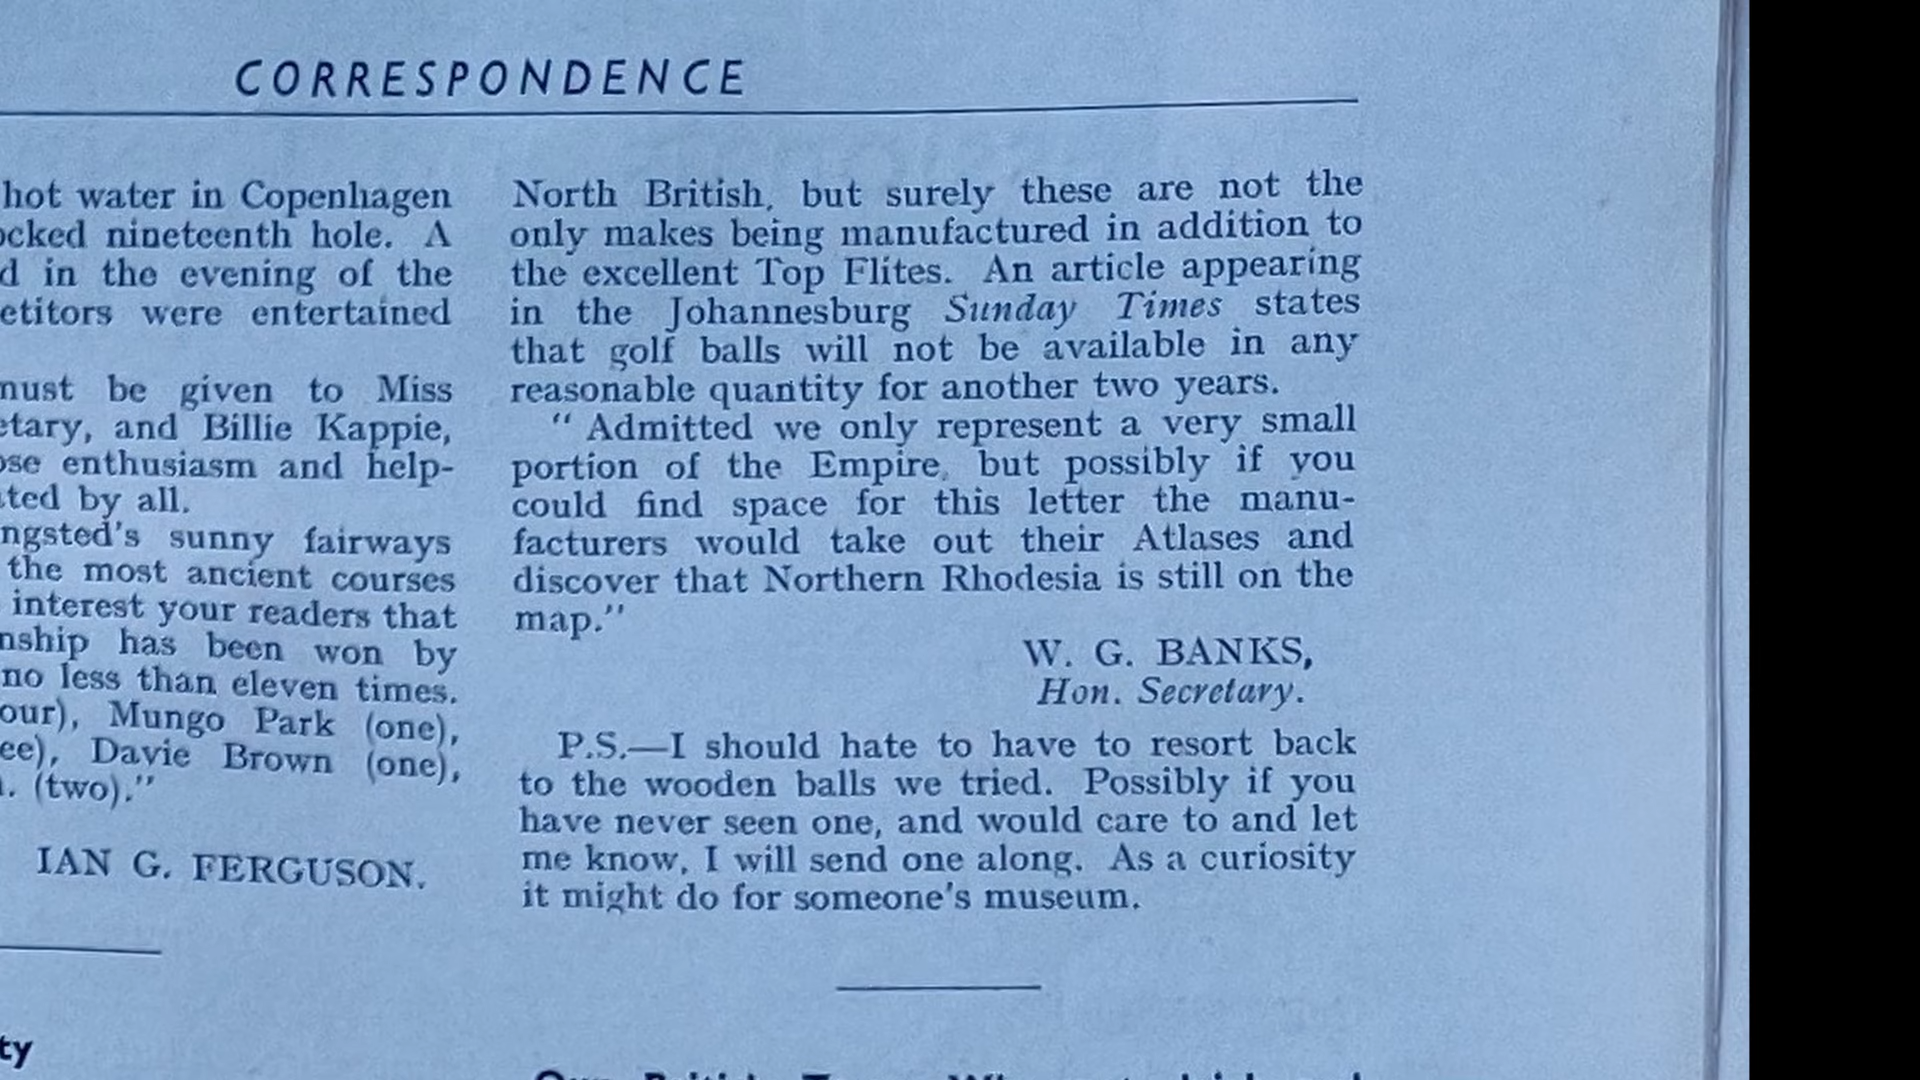 CORRESPONDENCE
hot water in Copenhagen
ocked nineteenth hole. A
d in the evening of the
etitors were entertained
must be given to Miss
etary, and Billie Kappie,
ose enthusiasm and help-
ted by all.
ngsted's sunny fairways
the most ancient courses
interest your readers that
nship has been won by
no less than eleven times.
our), Mungo Park (one),
ee), Davie Brown (one),
. (two)."
IAN G. FERGUSON.
ty
North British, but surely these are not the
only makes being manufactured in addition to
the excellent Top Flites. An article appearing
in the Johannesburg Sunday Times states
that golf balls will not be available in any
reasonable quantity for another two years.
" Admitted we only represent a very small
portion of the Empire, but possibly if you
could find space for this letter the manu-
facturers would take out their Atlases and
discover that Northern Rhodesia is still on the
map."
W. G. BANKS,
Hon. Secretary.
P.S.—I should hate to have to resort back
to the wooden balls we tried. Possibly if you
have never seen one, and would care to and let
me know, I will send one along. As a curiosity
it might do for someone's museum.